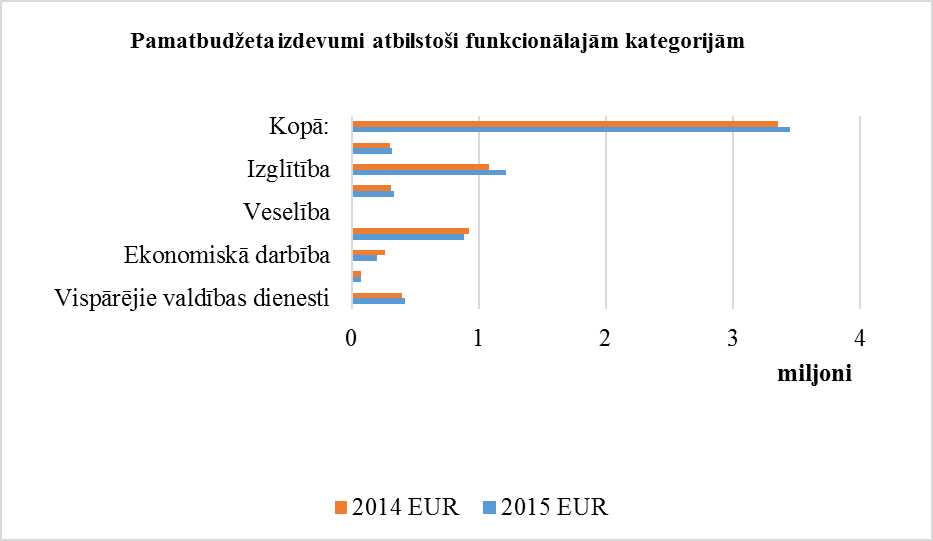 Pamatbudžeta izdevumi atbilstoši funkcionālajām kategorijām
Kopā:
Izglītība
Veselība
Ekonomiskā darbība
Vispārējie valdības dienesti
0 1 2 3 4
miljoni
2014 EUR 2015 EUR